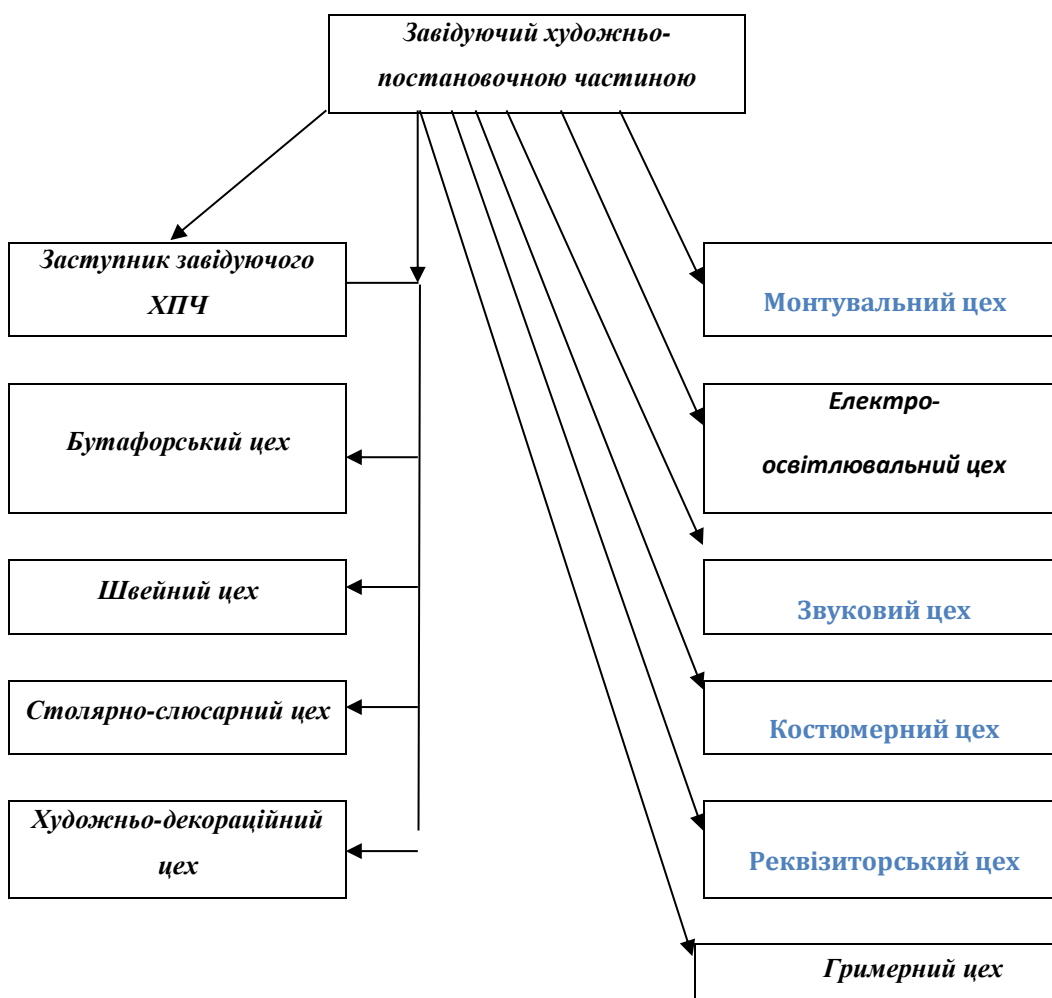 Завідуючий художньо-
постановочною частиною
Заступник завідуючого
ХПЧ
Монтувальний цех
Бутафорський цех
Електро-
освітлювальний цех
Швейний цех
Звуковий цех
Столярно-слюсарний цех
Костюмерний цех
Художньо-декораційний
цех
Реквізиторський цех
Гримерний цех